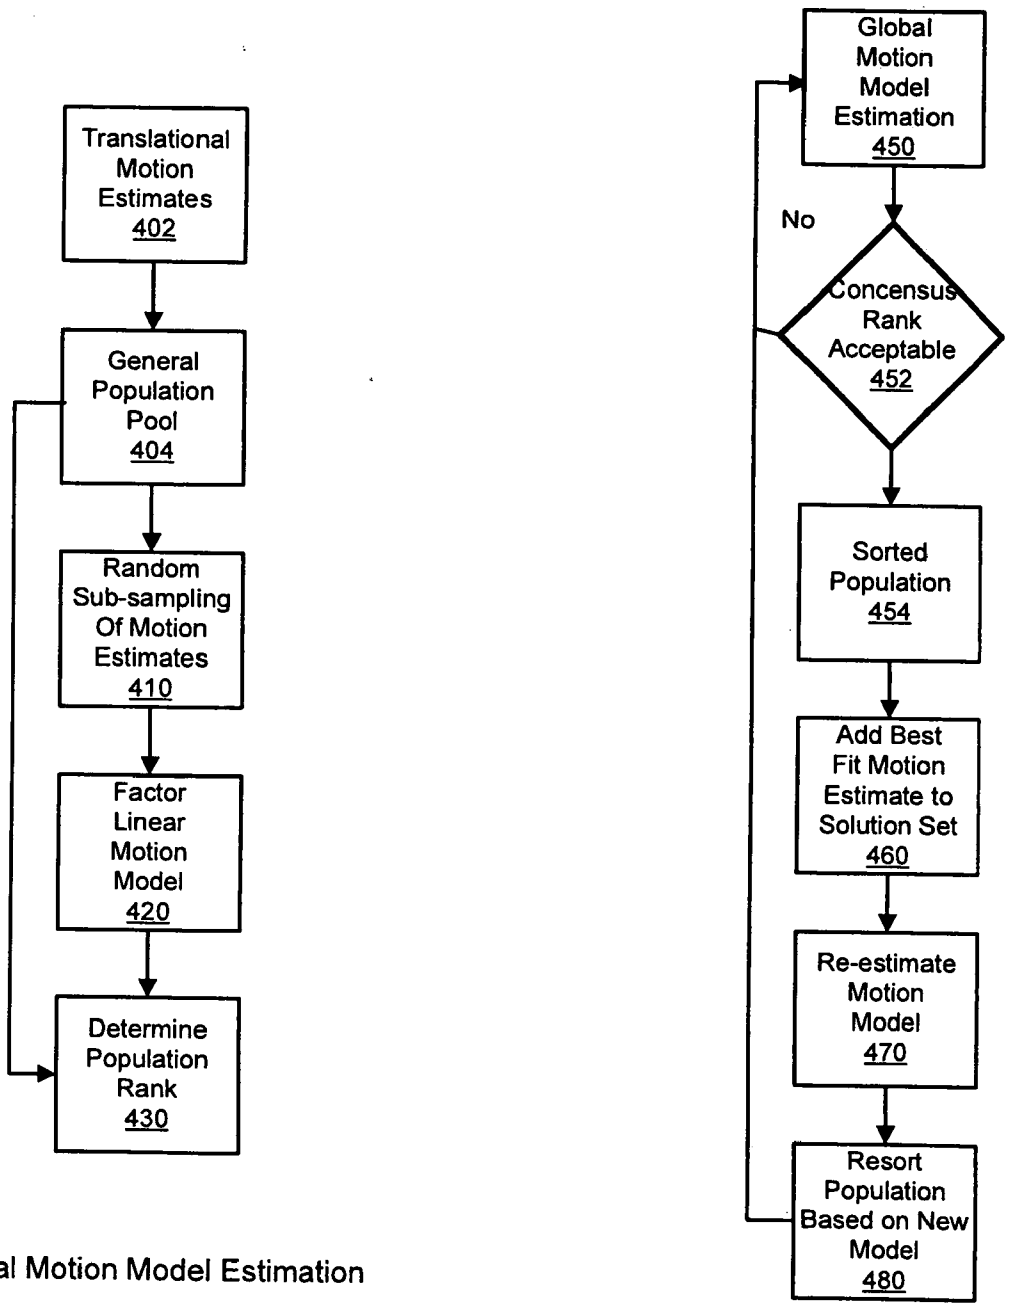 Translational
Motion
Estimates
402
General
Population
Pool
404
Random
Sub-sampling
Of Motion
Estimates
410
Factor
Linear
Motion
Model
420
Determine
Population
Rank
430
Motion Model Estimation
Global
Motion
Model
Estimation
450
No
Concensus
Rank
Acceptable
452
Sorted
Population
454
Add Best
Fit Motion
Estimate to
Solution Set
460
Re-estimate
Motion
Model
470
Resort
Population
Based on New
Model
480